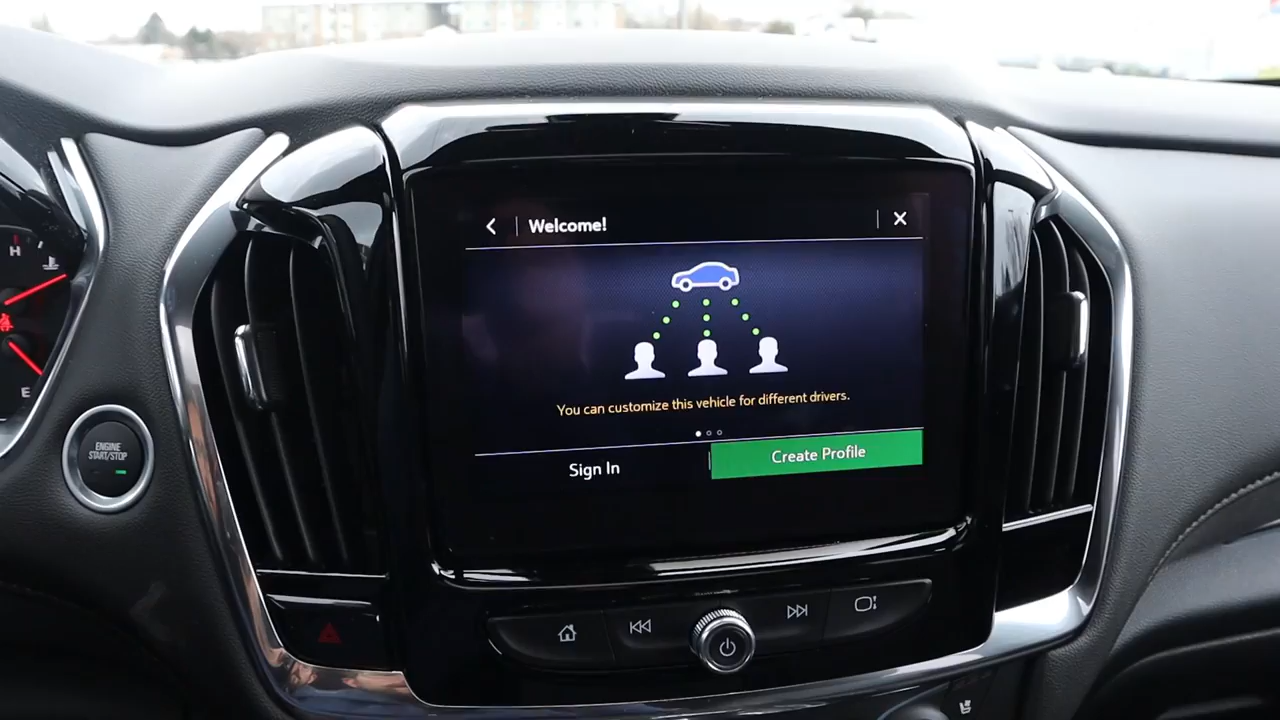 Welcome!
You can customize this vehicle for different drivers.
Sign In
Create Profile
H
E
ENGINE
START/STOP